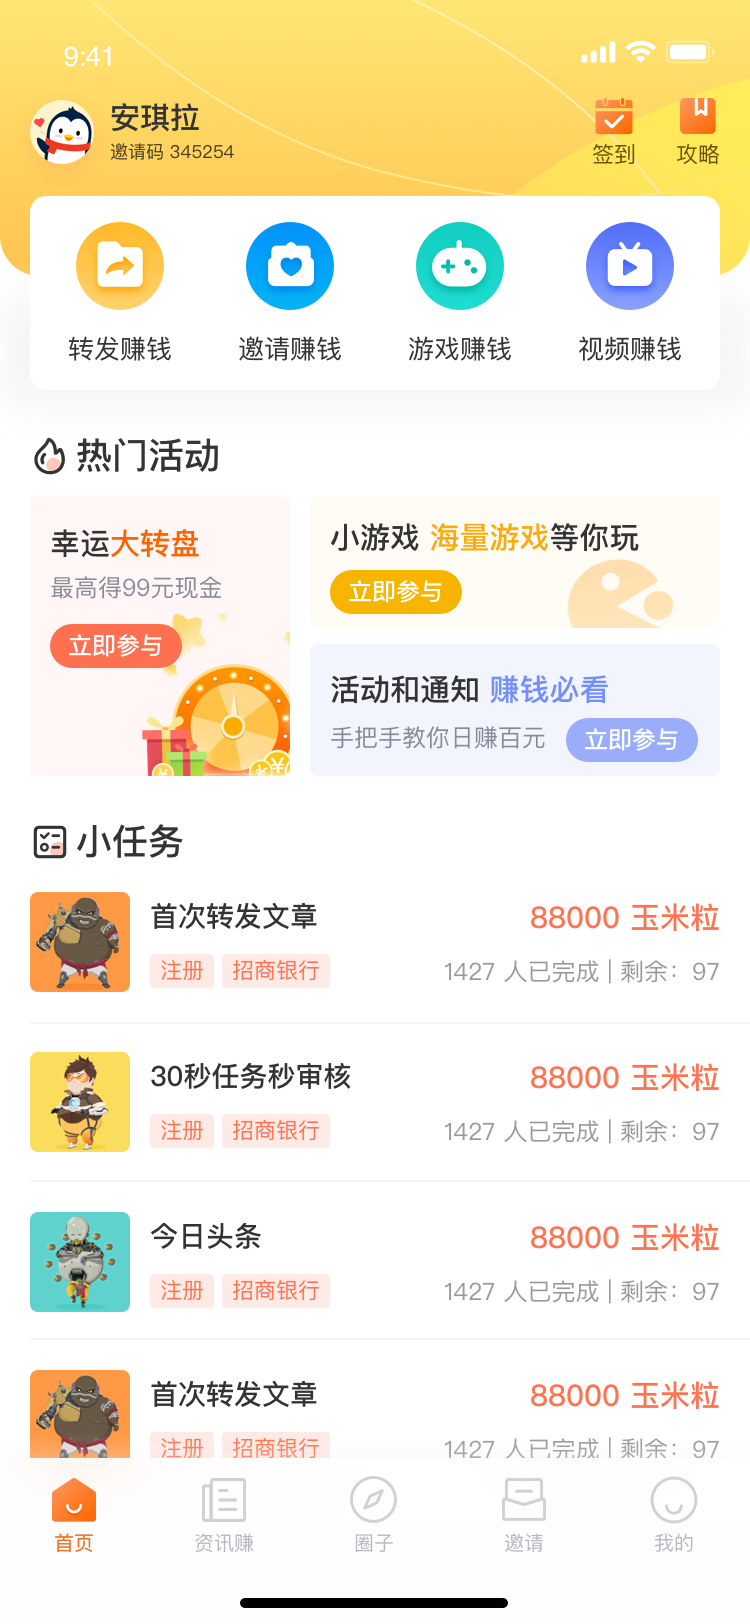 9:41
安琪拉
邀请码 345254
签到
攻略
转发赚钱
邀请赚钱
游戏赚钱
视频赚钱
热门活动
幸运大转盘
最高得99元现金
立即参与
小游戏 海量游戏等你玩
立即参与
活动和通知 赚钱必看
手把手教你日赚百元
立即参与
小任务
首次转发文章
88000 玉米粒
注册
招商银行
1427 人已完成 | 剩余：97
30秒任务秒审核
88000 玉米粒
注册
招商银行
1427 人已完成 | 剩余：97
今日头条
88000 玉米粒
注册
招商银行
1427 人已完成 | 剩余：97
首次转发文章
88000 玉米粒
注册
招商银行
1427 人已完成 | 剩余：97
首页
资讯赚
圈子
邀请
我的